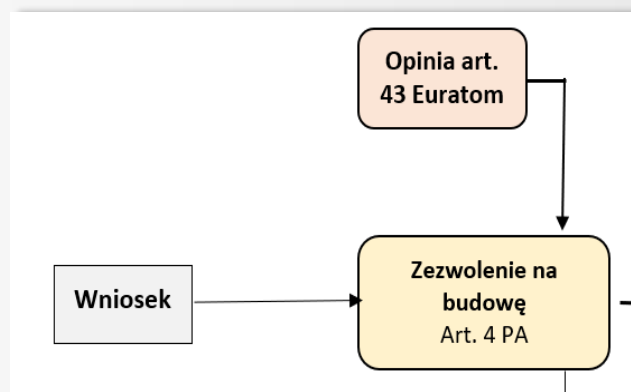 Opinia art.
43 Euratom
Wniosek
Zezwolenie na
budowę
Art. 4 PA